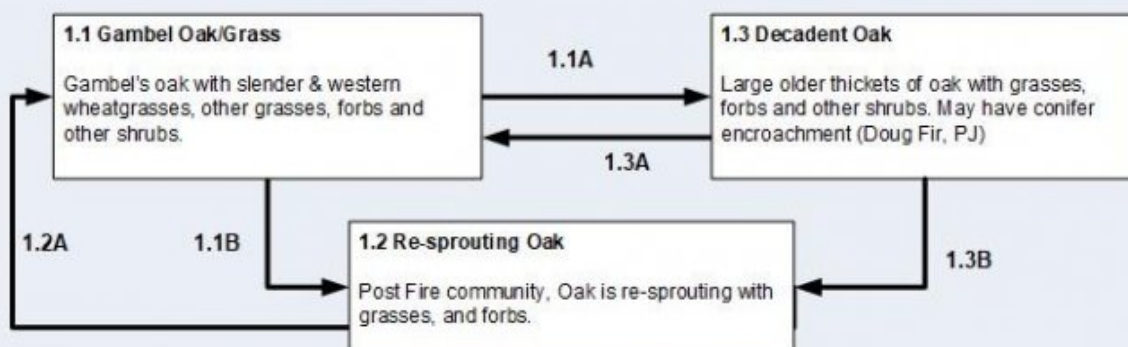 1.1 Gambel Oak/Grass
Gambel's oak with slender & western
wheatgrasses, other grasses, forbs and
other shrubs.
1.1A
1.3A
1.3 Decadent Oak
Large older thickets of oak with grasses,
forbs and other shrubs. May have conifer
encroachment (Doug Fir, PJ)
1.2A
1.1B
1.2 Re-sprouting Oak
Post Fire community, Oak is re-sprouting with
grasses, and forbs.
1.3B